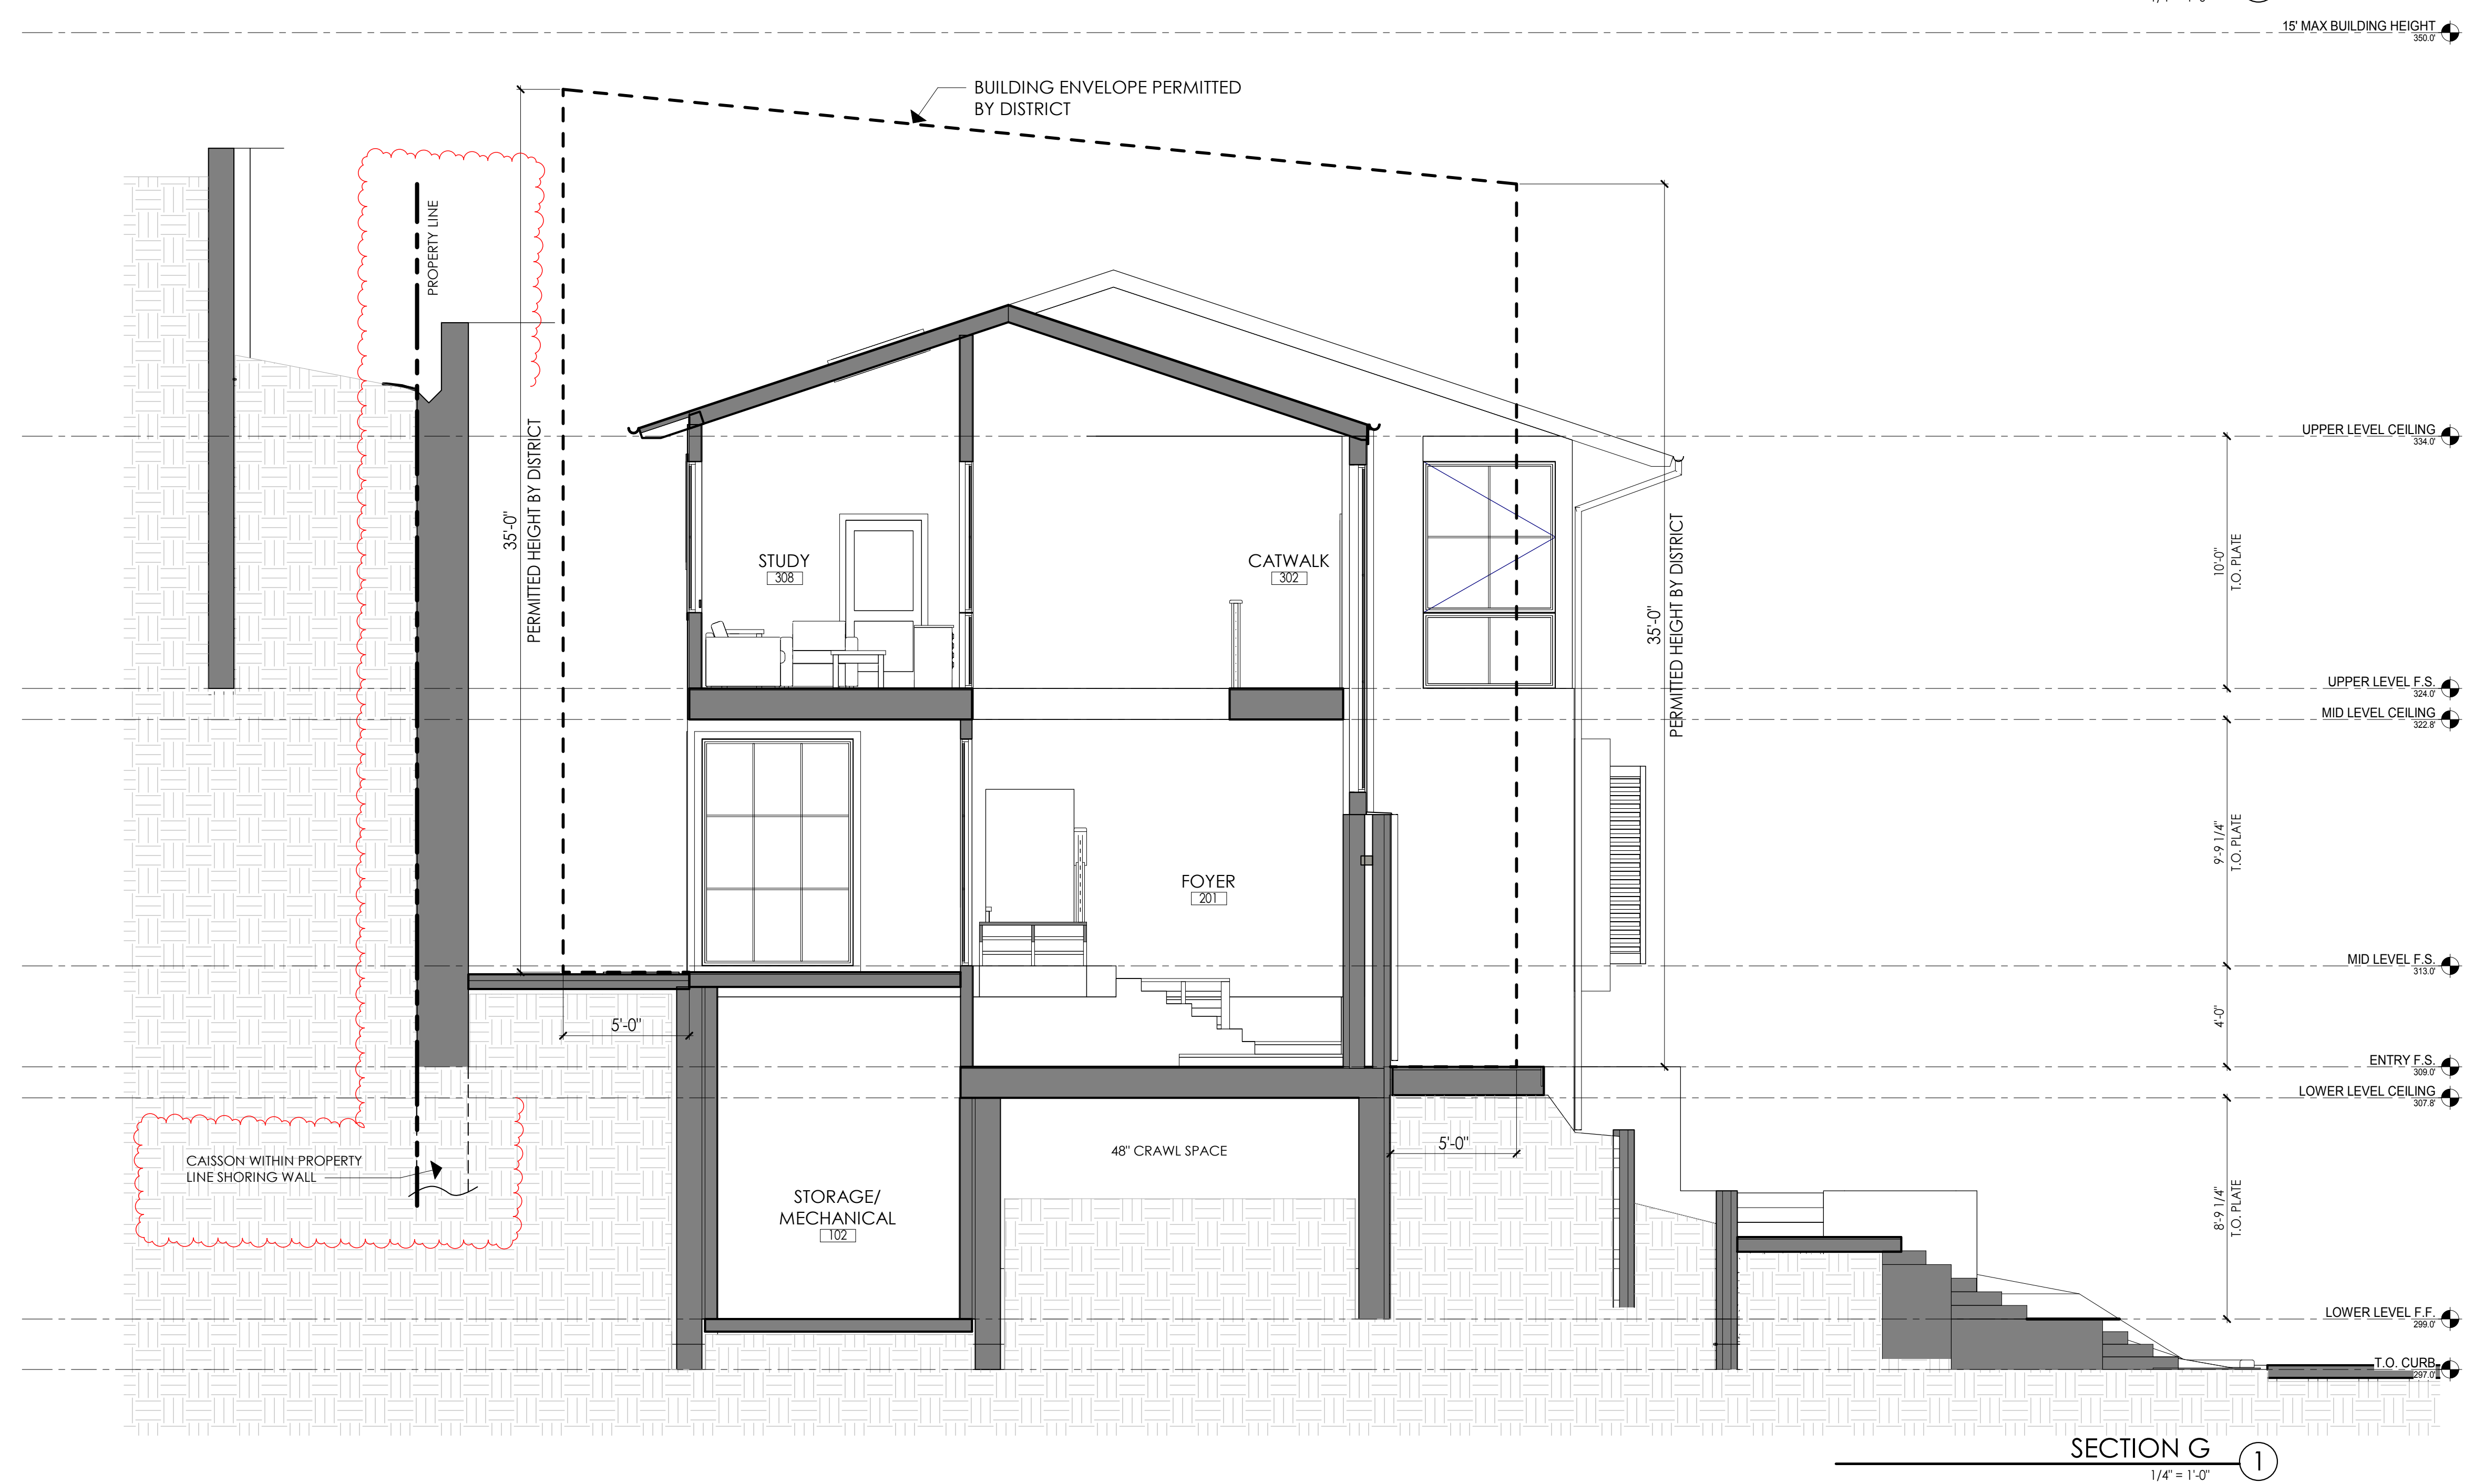 15' MAX BUILDING HEIGHT
350.0'
BUILDING ENVELOPE PERMITTED
BY DISTRICT
PROPERTY LINE
35'-0"
PERMITTED HEIGHT BY DISTRICT
UPPER LEVEL CEILING
334.0'
STUDY
308
CATWALK
302
35'-0"
PERMITTED HEIGHT BY DISTRICT
10'-0"
T.O. PLATE
UPPER LEVEL F.S.
324.0'
MID LEVEL CEILING
322.8'
FOYER
201
9'-9 1/4"
T.O. PLATE
MID LEVEL F.S.
313.0'
5'-0"
4'-0"
ENTRY F.S.
309.0'
LOWER LEVEL CEILING
307.8'
CAISSON WITHIN PROPERTY
LINE SHORING WALL
48" CRAWL SPACE
5'-0"
STORAGE/
MECHANICAL
102
8'-9 1/4"
T.O. PLATE
LOWER LEVEL F.F.
299.0'
T.O. CURB
297.0'
SECTION G
1
1/4" = 1'-0"